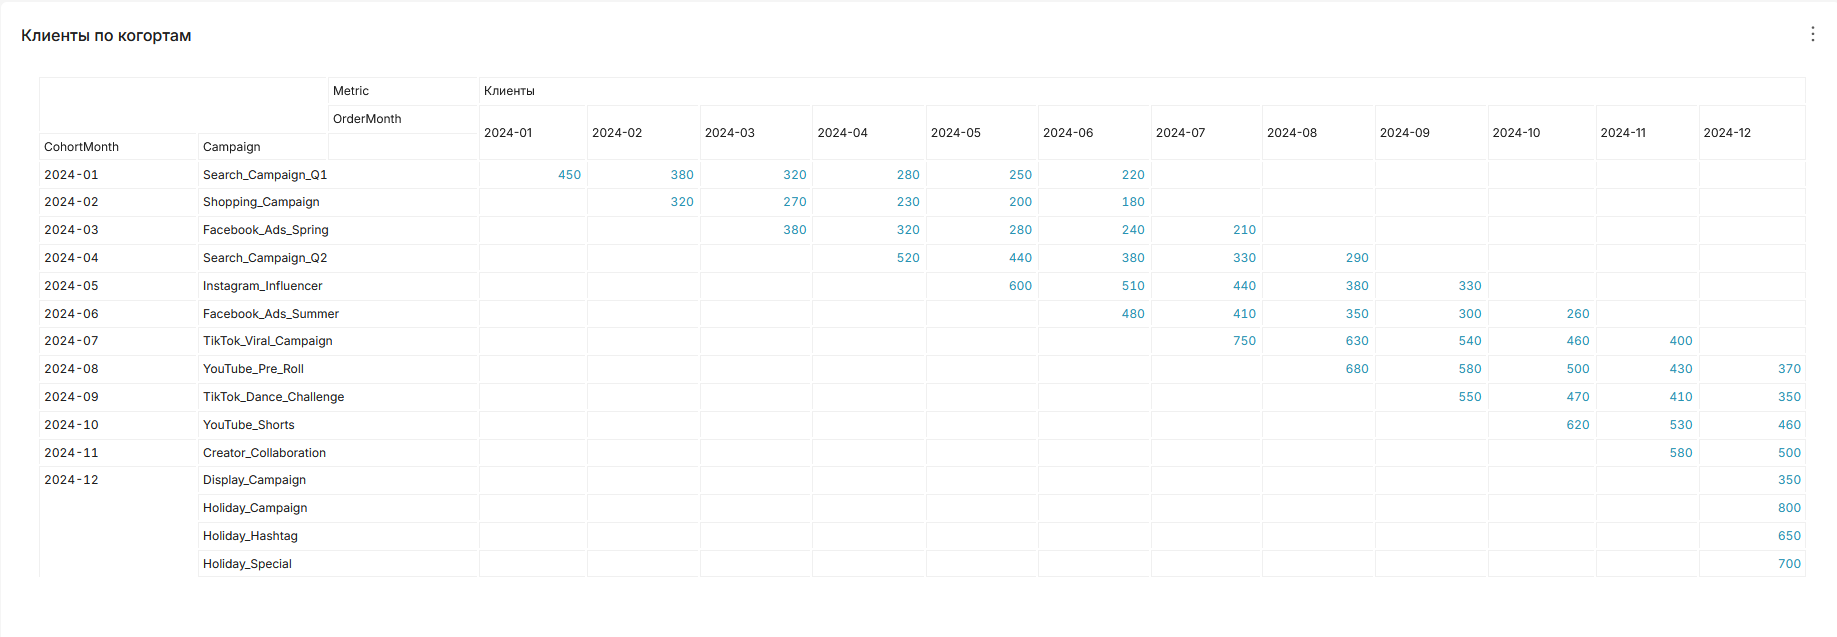 Клиенты по когортам
Metric Клиенты
OrderMonth
2024-01 2024-02 2024-03 2024-04 2024-05 2024-06 2024-07 2024-08 2024-09 2024-10 2024-11 2024-12
CohortMonth Campaign
2024-01 Search_Campaign_Q1 450 380 320 280 250 220
2024-02 Shopping_Campaign 320 270 230 200 180
2024-03 Facebook_Ads_Spring 380 320 280 240 210
2024-04 Search_Campaign_Q2 520 440 380 330 290
2024-05 Instagram_Influencer 600 510 440 380 330
2024-06 Facebook_Ads_Summer 480 410 350 300 260
2024-07 TikTok_Viral_Campaign 750 630 540 460 400
2024-08 YouTube_Pre_Roll 680 580 500 430 370
2024-09 TikTok_Dance_Challenge 550 470 410 350
2024-10 YouTube_Shorts 620 530 460
2024-11 Creator_Collaboration 580 500
2024-12 Display_Campaign 350
Holiday_Campaign 800
Holiday_Hashtag 650
Holiday_Special 700